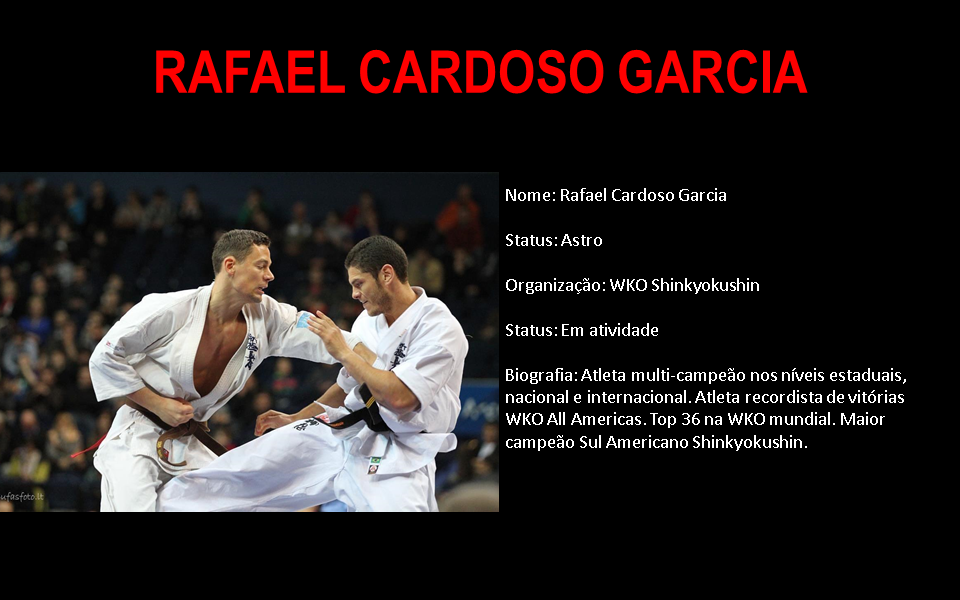 RAFAEL CARDOSO GARCIA
Nome: Rafael Cardoso Garcia
Status: Astro
Organização: WKO Shinkyokushin
Status: Em atividade
Biografia: Atleta multi-campeão nos níveis estaduais,
nacional e internacional. Atleta recordista de vitórias
WKO All Americas. Top 36 na WKO mundial. Maior
campeão Sul Americano Shinkyokushin.
ufasfoto.lt